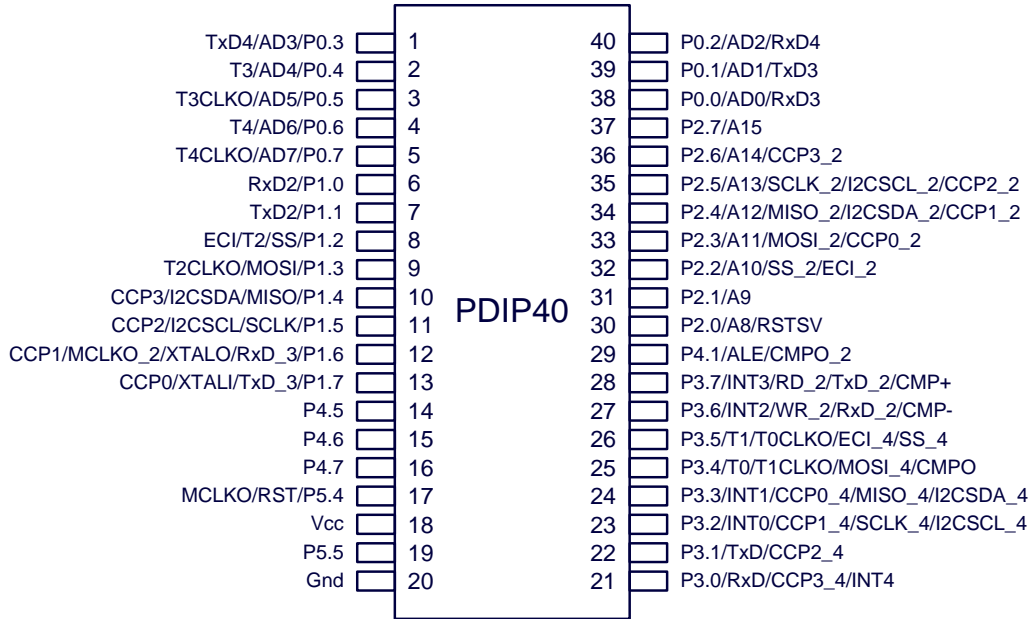 TxD4/AD3/P0.3 1 40 P0.2/AD2/RxD4
T3/AD4/P0.4 2 39 P0.1/AD1/TxD3
T3CLKO/AD5/P0.5 3 38 P0.0/AD0/RxD3
T4/AD6/P0.6 4 37 P2.7/A15
T4CLKO/AD7/P0.7 5 36 P2.6/A14/CCP3_2
RxD2/P1.0 6 35 P2.5/A13/SCLK_2/I2CSCL_2/CCP2_2
TxD2/P1.1 7 34 P2.4/A12/MISO_2/I2CSDA_2/CCP1_2
ECI/T2/SS/P1.2 8 33 P2.3/A11/MOSI_2/CCP0_2
T2CLKO/MOSI/P1.3 9 32 P2.2/A10/SS_2/ECI_2
CCP3/I2CSDA/MISO/P1.4 10 31 P2.1/A9
PDIP40
CCP2/I2CSCL/SCLK/P1.5 11 30 P2.0/A8/RSTSV
CCP1/MCLKO_2/XTALO/RxD_3/P1.6 12 29 P4.1/ALE/CMPO_2
CCP0/XTALI/TxD_3/P1.7 13 28 P3.7/INT3/RD_2/TxD_2/CMP+
P4.5 14 27 P3.6/INT2/WR_2/RxD_2/CMP-
P4.6 15 26 P3.5/T1/T0CLKO/ECI_4/SS_4
P4.7 16 25 P3.4/T0/T1CLKO/MOSI_4/CMPO
MCLKO/RST/P5.4 17 24 P3.3/INT1/CCP0_4/MISO_4/I2CSDA_4
Vcc 18 23 P3.2/INT0/CCP1_4/SCLK_4/I2CSCL_4
P5.5 19 22 P3.1/TxD/CCP2_4
Gnd 20 21 P3.0/RxD/CCP3_4/INT4